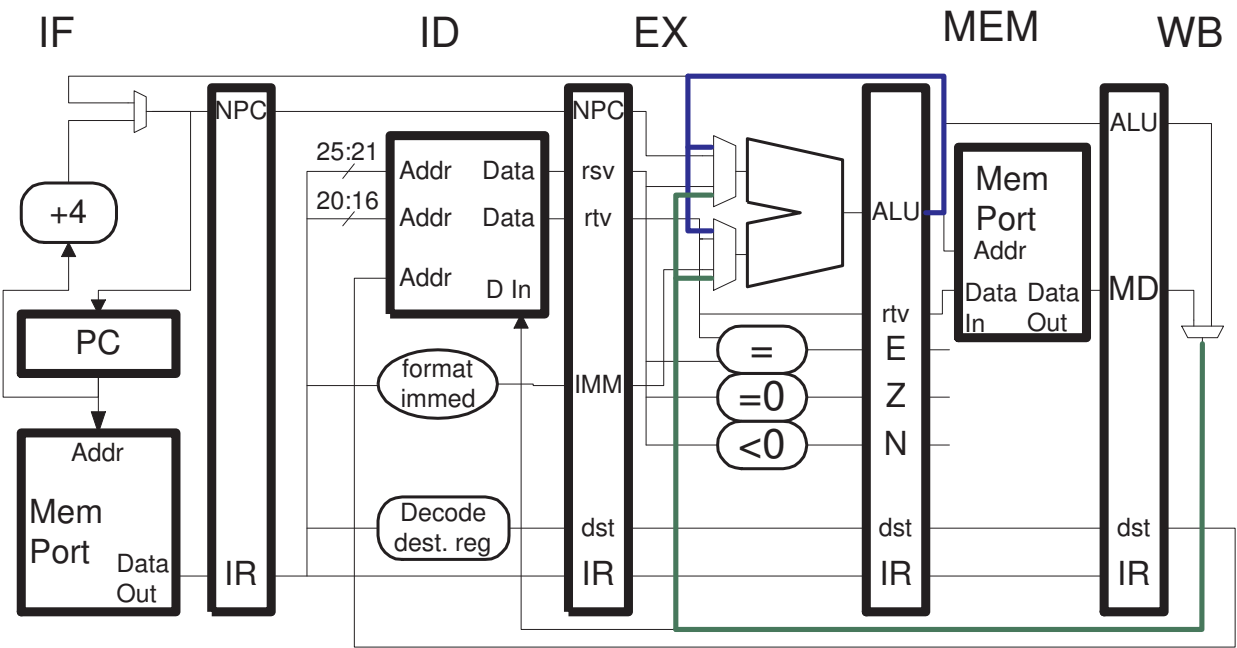 IF ID EX MEM WB
NPC NPC
25:21
Addr Data rsv
20:16
Addr Data rtv
Addr
D In
+4
PC
format
immed
IMM
Addr
Mem
Port
Data
Out
IR
Decode
dest. reg
dst
IR
=
=0
<0
ALU
rtv
E
Z
N
dst
IR
Mem
Port
Addr
Data Data
In Out
ALU
MD
dst
IR